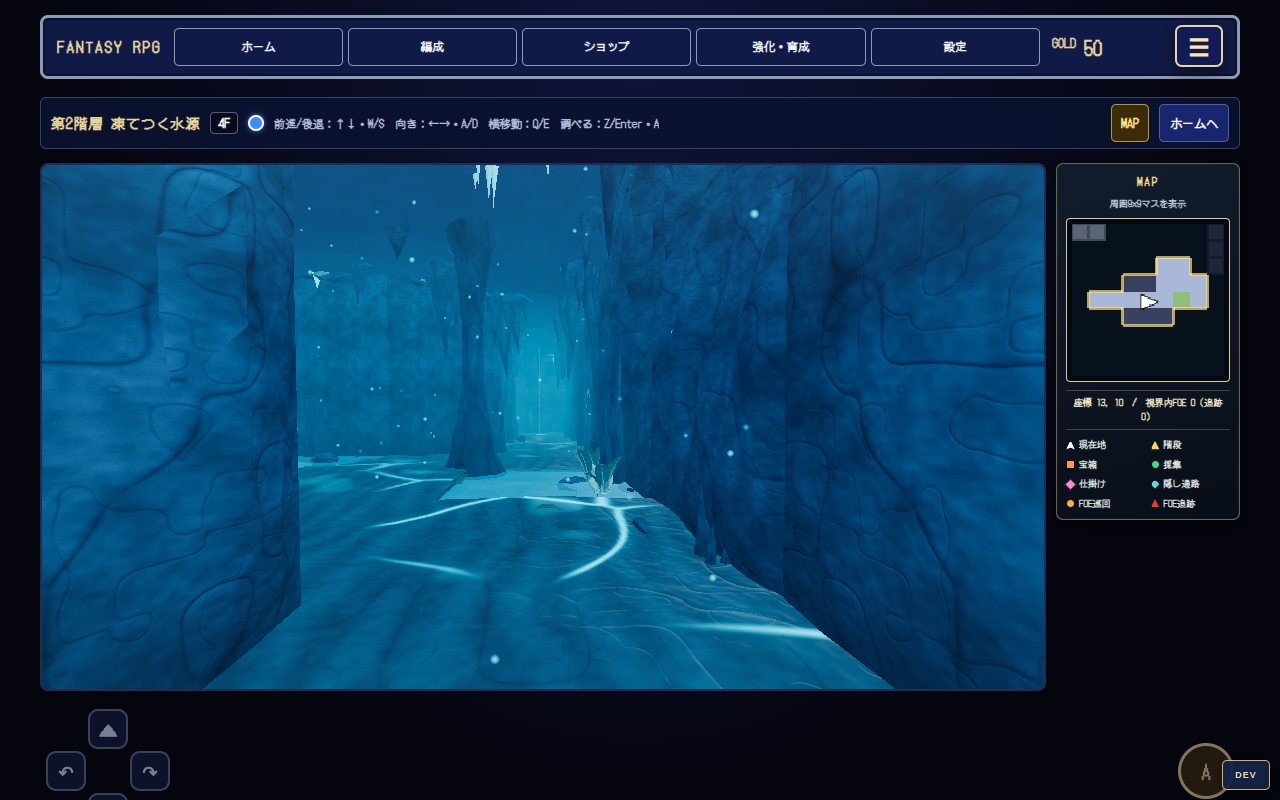 FANTASY RPG
ホーム
編成
ショップ
強化・育成
設定
GOLD 50
第2階層 凍てつく水源
4F
前進/後退：↑↓・W/S 向き：←→・A/D 横移動：Q/E 調べる：Z/Enter・A
MAP
ホームへ
MAP
周囲9x9マスを表示
座標 13, 10 / 視界内FOE 0 (追跡
0)
現在地
階段
宝箱
採集
仕掛け
隠し通路
FOE巡回
FOE追跡
A
DEV